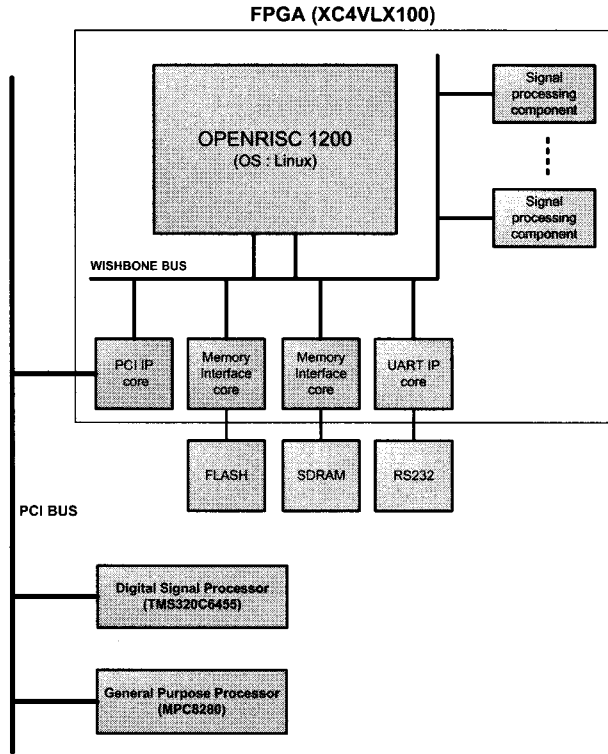 FPGA (XC4VLX100)
OPENRISC 1200
(OS : Linux)
Signal
processing
component
Signal
processing
component
WISHBONE BUS
PCI IP
core
Memory
Interface
core
Memory
Interface
core
UART IP
core
FLASH
SDRAM
RS232
PCI BUS
Digital Signal Processor
(TMS320C6455)
General Purpose Processor
(MPC8280)